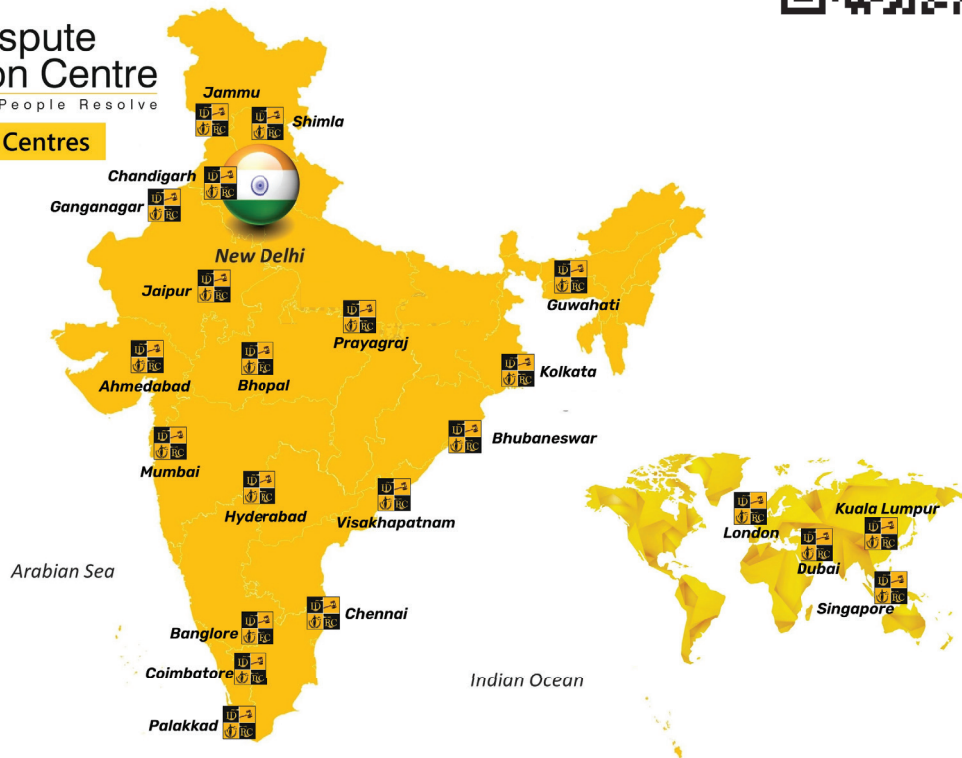 spute
on Centre
People Resolve
Centres
Jammu
Shimla
Chandigarh
Ganganagar
New Delhi
Jaipur
Guwahati
Prayagraj
Kolkata
Ahmedabad
Bhopal
Bhubaneswar
Mumbai
Hyderabad
Visakhapatnam
Kuala Lumpur
London
Dubai
Singapore
Arabian Sea
Chennai
Banglore
Coimbatore
Indian Ocean
Palakkad